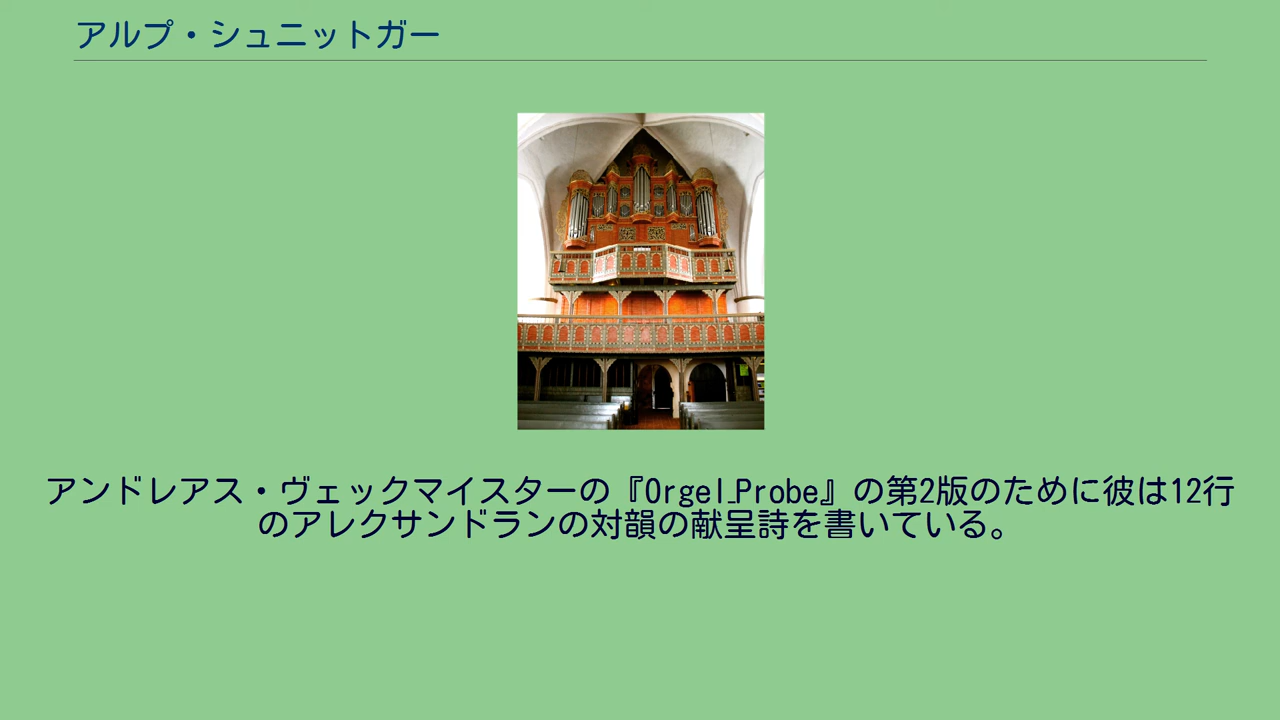 アルプ・シュニットガー
アンドレアス・ヴェックマイスターの『Orgel_Probe』の第2版のために彼は12行
のアレクサンドランの対韻の献呈詩を書いている。